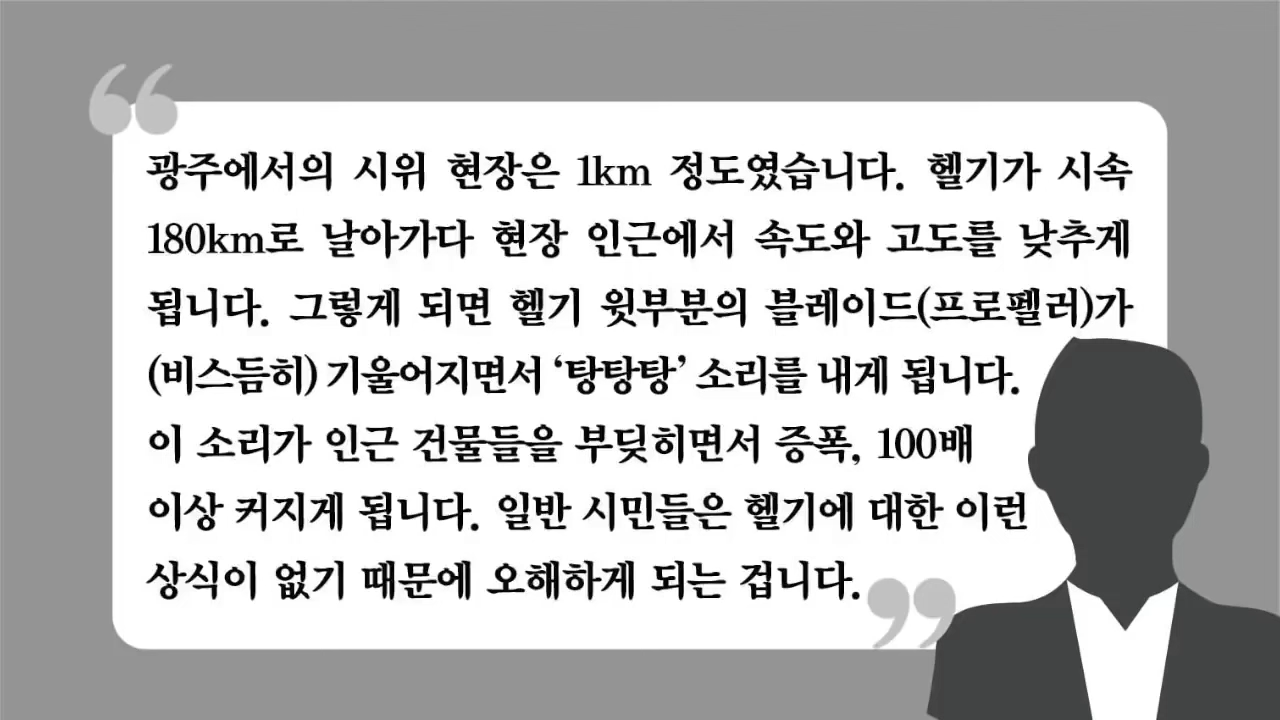 광주에서의 시위 현장은 1km 정도였습니다. 헬기가 시속
180km로 날아가다 현장 인근에서 속도와 고도를 낮추게
됩니다. 그렇게 되면 헬기 윗부분의 블레이드(프로펠러)가
(비스듬히) 기울어지면서 ‘탕탕탕’ 소리를 내게 됩니다.
이 소리가 인근 건물들을 부딪히면서 증폭, 100배
이상 커지게 됩니다. 일반 시민들은 헬기에 대한 이런
상식이 없기 때문에 오해하게 되는 겁니다.